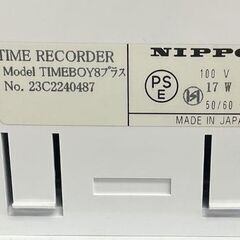 TIME RECORDER
Model TIMEBOY8プラス
No. 23C2240487
NIPPO
PS
E
100 V
17 W
50/60
MADE IN JAPA